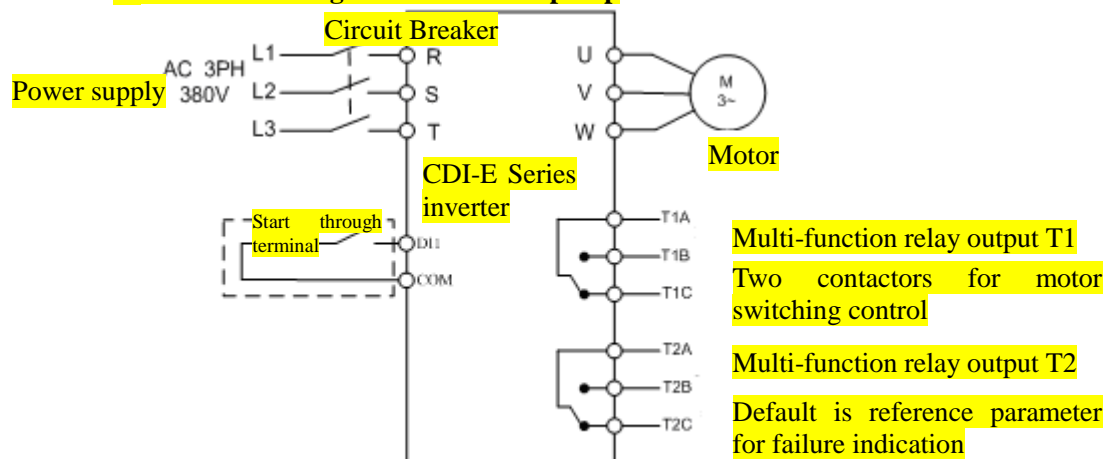 Circuit Breaker
L1
R
U
AC 3PH
380V
Power supply
L2
S
V
M
3~
L3
T
W
Motor
CDI-E Series
inverter
Start through
terminal
DI1
COM
T1A
T1B
T1C
Multi-function relay output T1
Two contactors for motor
switching control
T2A
T2B
T2C
Multi-function relay output T2
Default is reference parameter
for failure indication